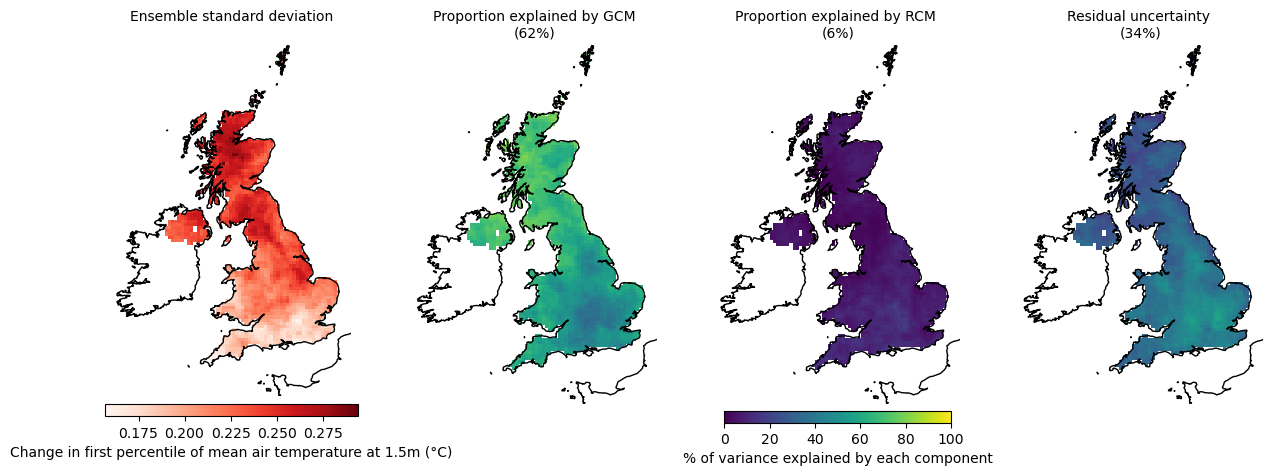 Ensemble standard deviation
Proportion explained by GCM
(62%)
Proportion explained by RCM
(6%)
Residual uncertainty
(34%)
0.175 0.200 0.225 0.250 0.275
Change in first percentile of mean air temperature at 1.5m (°C)
0 20 40 60 80 100
% of variance explained by each component